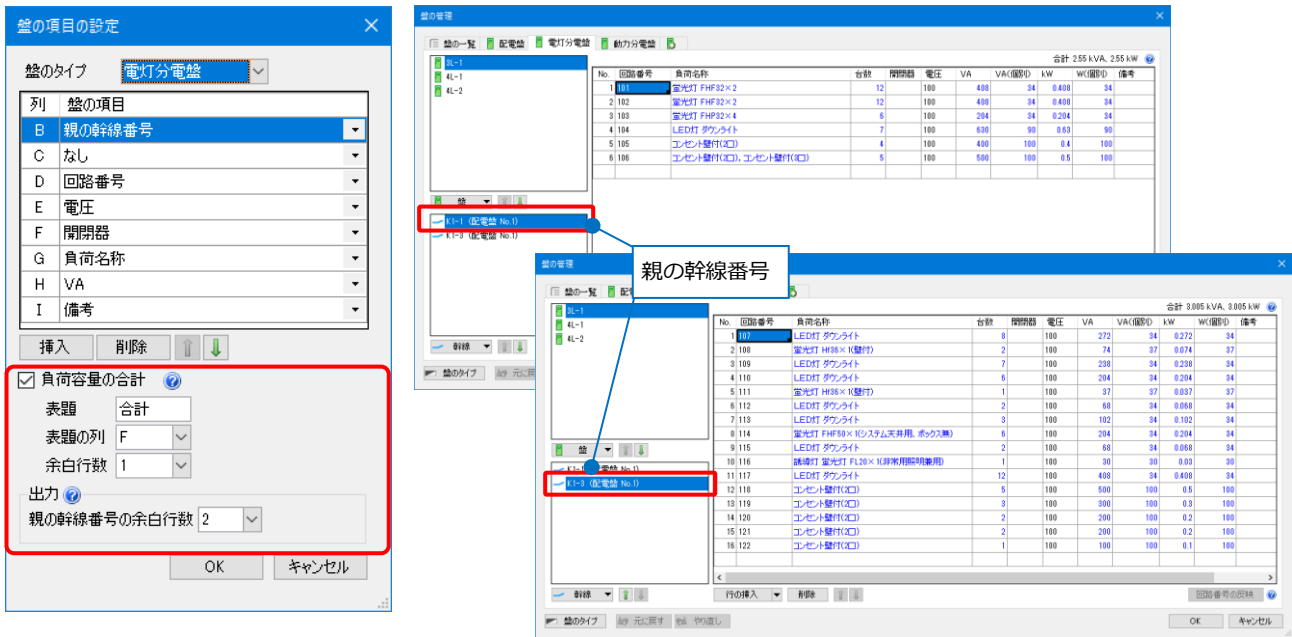 盤の項目の設定
盤のタイプ 電灯分電盤
列 盤の項目
B 親の幹線番号
C なし
D 回路番号
E 電圧
F 開閉器
G 負荷名称
H VA
I 備考
挿入 削除
負荷容量の合計
表題 合計
表題の列 F
余白行数 1
出力
親の幹線番号の余白行数 2
OK キャンセル
盤の管理
盤の一覧 配電盤 電灯分電盤 動力分電盤
合計 2.55 kVA, 2.55 kW
3L-1
4L-1
4L-2
No. 回路番号 負荷名称 台数 開閉器 電圧 VA VA(個別) kW W(個別) 備考
1 101 蛍光灯 FHF32×2 12 100 408 34 0.408 34
2 102 蛍光灯 FHF32×2 12 100 408 34 0.408 34
3 103 蛍光灯 FHP32×4 6 100 204 34 0.204 34
4 104 LED灯 ダウンライト 7 100 630 90 0.63 90
5 105 コンセント壁付(2口) 4 100 400 100 0.4 100
6 106 コンセント壁付(2口), コンセント壁付(3口) 5 100 500 100 0.5 100
盤
K1-1 (配電盤 No.1)
K1-3 (配電盤 No.1)
幹線
盤のタイプ 元に戻
親の幹線番号
盤の管理
盤の一覧 配電
合計 3.005 kVA, 3.005 kW
3L-1
4L-1
4L-2
No. 回路番号 負荷名称 台数 開閉器 電圧 VA VA(個別) kW W(個別) 備考
1 107 LED灯 ダウンライト 8 100 272 34 0.272 34
2 108 蛍光灯 Hf36×1(壁付) 2 100 74 37 0.074 37
3 109 LED灯 ダウンライト 7 100 238 34 0.238 34
4 110 LED灯 ダウンライト 6 100 204 34 0.204 34
5 111 蛍光灯 Hf36×1(壁付) 1 100 37 37 0.037 37
6 112 LED灯 ダウンライト 2 100 68 34 0.068 34
7 113 LED灯 ダウンライト 3 100 102 34 0.102 34
8 114 蛍光灯 FHF50×1(システム天井用, ボックス無) 6 100 204 34 0.204 34
9 115 LED灯 ダウンライト 2 100 68 34 0.068 34
10 116 誘導灯 蛍光灯 FL20×1(非常用照明兼用) 1 100 30 30 0.03 30
11 117 LED灯 ダウンライト 12 100 408 34 0.408 34
12 118 コンセント壁付(2口) 5 100 500 100 0.5 100
13 119 コンセント壁付(2口) 3 100 300 100 0.3 100
14 120 コンセント壁付(2口) 2 100 200 100 0.2 100
15 121 コンセント壁付(2口) 2 100 200 100 0.2 100
16 122 コンセント壁付(2口) 1 100 100 100 0.1 100
盤
K1-1 (配電盤 No.1)
K1-3 (配電盤 No.1)
幹線 行の挿入 削除 回路番号の反映
盤のタイプ 元に戻す やり直し OK キャンセル